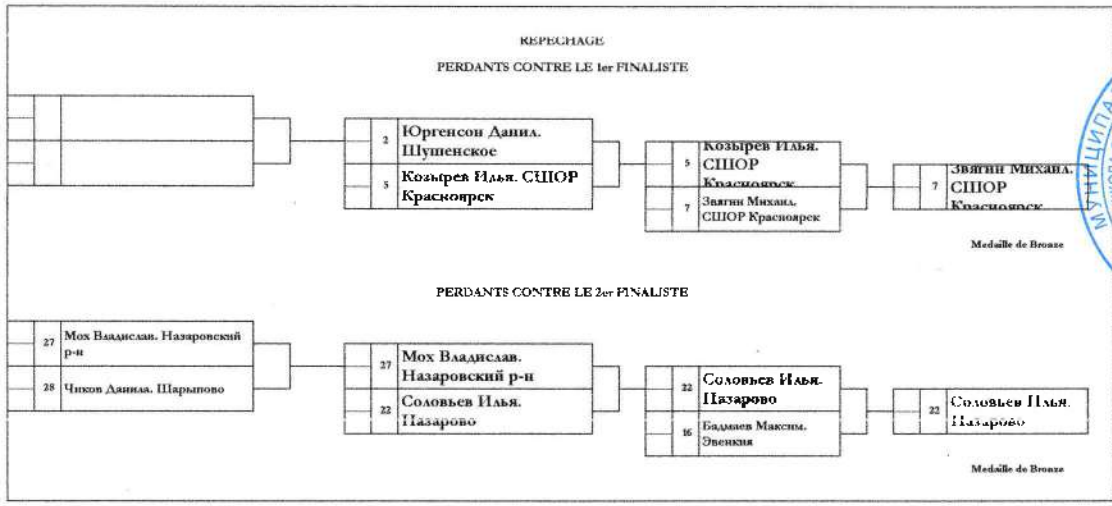 REPECHAGE
PERDANTS CONTRE LE 1er FINALISTE
2
Юргенсон Данил.
Шушенское
5
Козырев Илья. СШОР
Красноярск
5
Козырев Илья.
СШОР
Красноярск
7
Звягин Михаил.
СШОР Красноярск
7
Звягин Михаил.
СШОР
Красноярск
Medaille de Bronze
МУНИЦИПА
PERDANTS CONTRE LE 2er FINALISTE
27
Мох Владислав. Назаровский
р-н
28
Чиков Данила. Шарыпово
27
Мох Владислав.
Назаровский р-н
22
Соловьев Илья.
Назарово
22
Соловьев Илья.
Назарово
16
Бадмаев Максим.
Эвенкия
22
Соловьев Илья.
Назарово
Medaille de Bronze